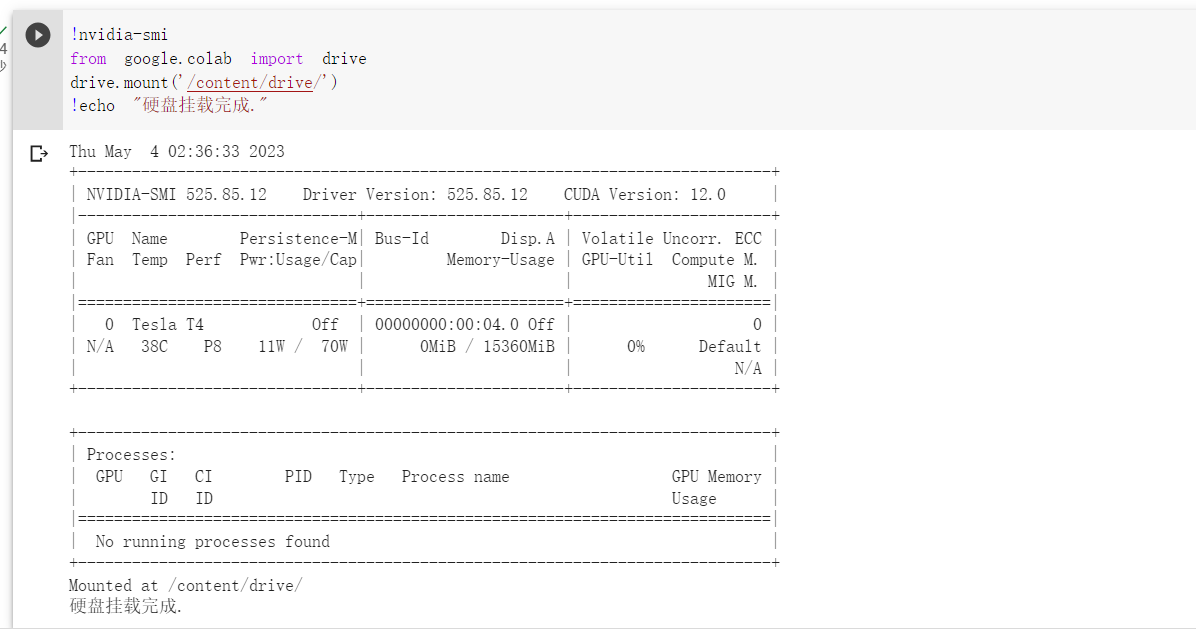 !nvidia-smi
from google.colab import drive
drive.mount('/content/drive/')
!echo "硬盘挂载完成."
Thu May  4 02:36:33 2023
+-----------------------------------------------------------------------------+
| NVIDIA-SMI 525.85.12    Driver Version: 525.85.12    CUDA Version: 12.0     |
|-------------------------------+----------------------+----------------------+
| GPU  Name        Persistence-M| Bus-Id        Disp.A | Volatile Uncorr. ECC |
| Fan  Temp  Perf  Pwr:Usage/Cap|         Memory-Usage | GPU-Util  Compute M. |
|                               |                      |               MIG M. |
|===============================+======================+======================|
|   0  Tesla T4            Off  | 00000000:00:04.0 Off |                    0 |
| N/A   38C    P8    11W /  70W |      0MiB / 15360MiB |      0%      Default |
|                               |                      |                  N/A |
+-------------------------------+----------------------+----------------------+
+-----------------------------------------------------------------------------+
| Processes:                                                                  |
|  GPU   GI   CI        PID   Type   Process name                  GPU Memory |
|        ID   ID                                                   Usage      |
|=============================================================================|
|  No running processes found                                                 |
+-----------------------------------------------------------------------------+
Mounted at /content/drive/
硬盘挂载完成.